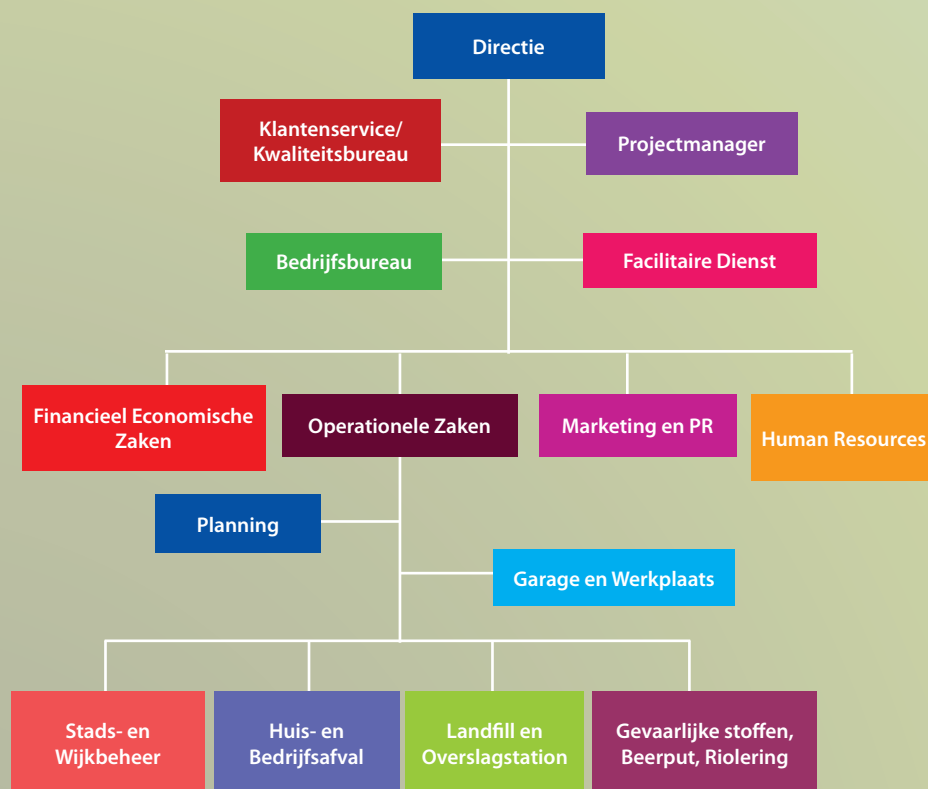 Directie
Klantenservice/
Kwaliteitsbureau
Projectmanager
Bedrijfsbureau
Facilitaire Dienst
Financieel Economische
Zaken
Operationele Zaken
Marketing en PR
Human Resources
Planning
Garage en Werkplaats
Stads- en
Wijkbeheer
Huis- en
Bedrijfsafval
Landfill en
Overslagstation
Gevaarlijke stoffen,
Beerput, Riolering